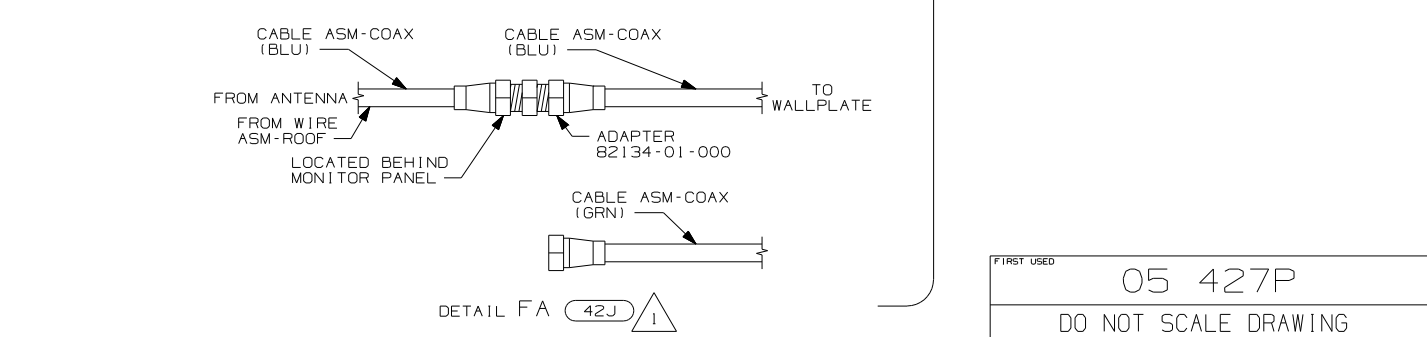 CABLE ASM-COAX
(BLU)
CABLE ASM-COAX
(BLU)
FROM ANTENNA
TO
WALLPLATE
FROM WIRE
ASM-ROOF
ADAPTER
82134-01-000
LOCATED BEHIND
MONITOR PANEL
CABLE ASM-COAX
(GRN)
DETAIL FA 42J 1
FIRST USED
05 427P
DO NOT SCALE DRAWING